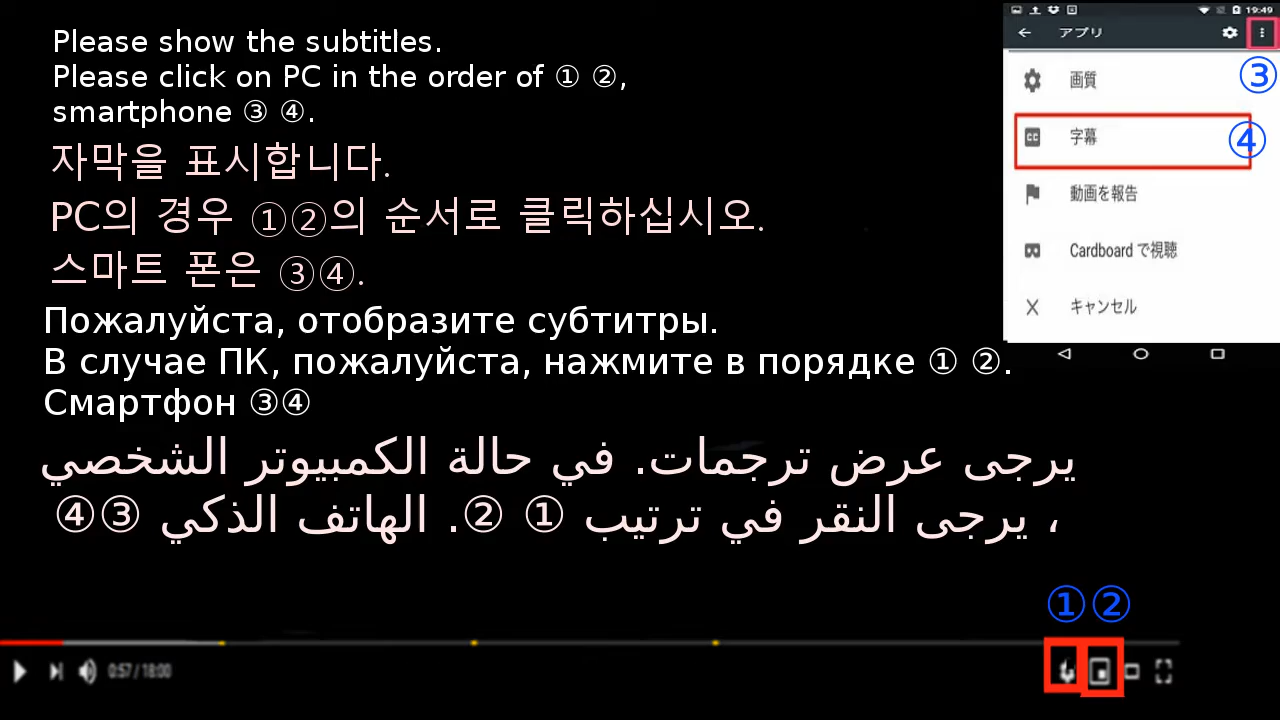 Please show the subtitles.
Please click on PC in the order of ① ②,
smartphone ③ ④.
자막을 표시합니다.
PC의 경우 ①②의 순서로 클릭하십시오.
스마트 폰은 ③④.
Пожалуйста, отобразите субтитры.
В случае ПК, пожалуйста, нажмите в порядке ① ②.
Смартфон ③④
يرجى عرض ترجمات. في حالة الكمبيوتر الشخصي
، يرجى النقر في ترتيب ① ②. الهاتف الذكي ③④
19:49
アプリ
③
画質
CC 字幕
④
動画を報告
Cardboard で視聴
キャンセル
①②
0:57 / 18:00